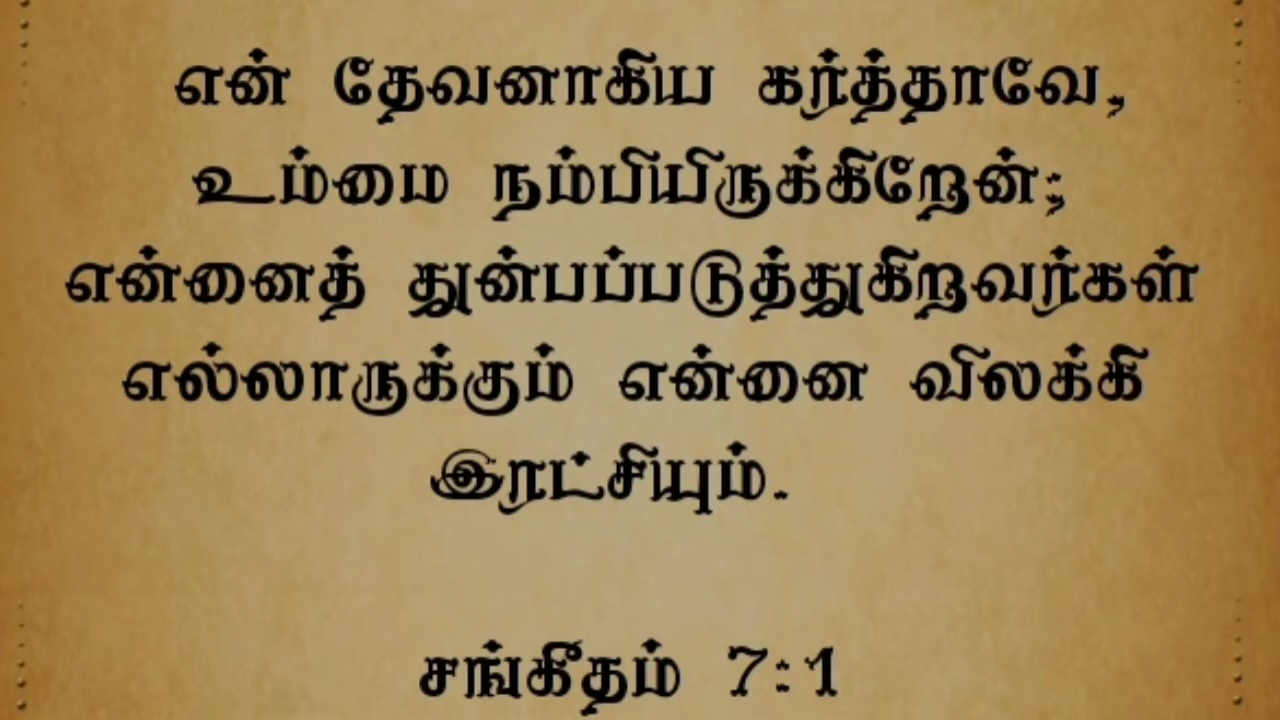 என் தேவனாகிய கர்த்தாவே,
உம்மை நம்பியிருக்கிறேன்;
என்னைத் துன்பப்படுத்துகிறவர்கள்
எல்லாருக்கும் என்னை விலக்கி
இரட்சியும்.
சங்கீதம் 7:1